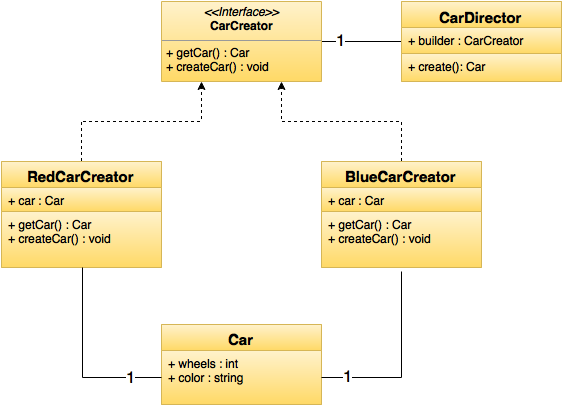 <<Interface>>
CarCreator
+ getCar() : Car
+ createCar() : void
1
CarDirector
+ builder : CarCreator
+ create(): Car
RedCarCreator
+ car : Car
+ getCar() : Car
+ createCar() : void
BlueCarCreator
+ car : Car
+ getCar() : Car
+ createCar() : void
Car
+ wheels : int
+ color : string
1
1